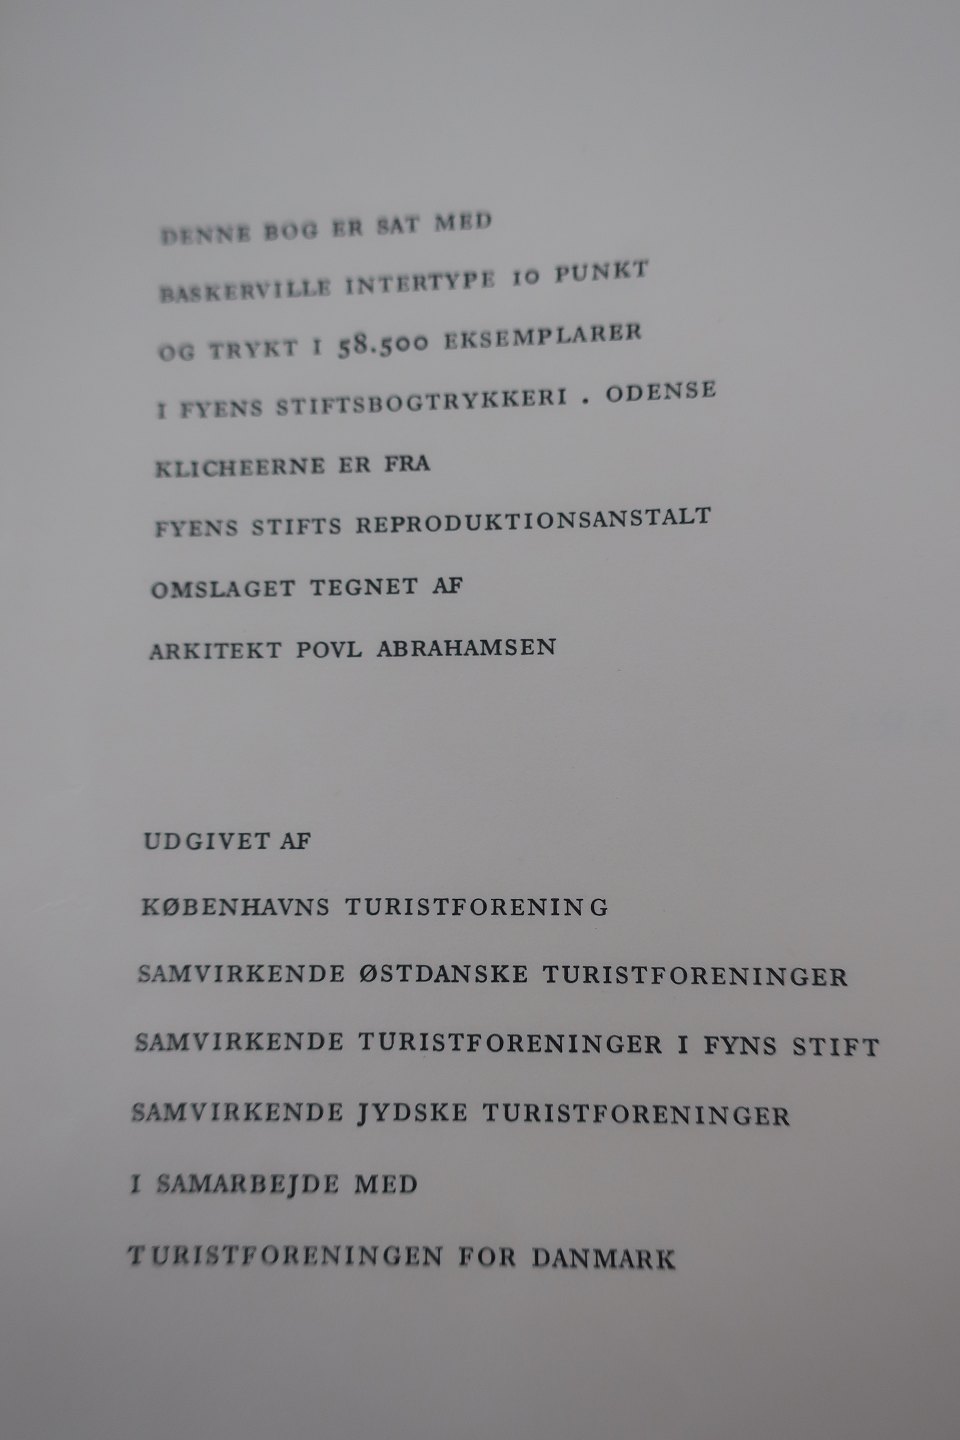 DENNE BOG ER SAT MED
BASKERVILLE INTERTYPE 10 PUNKT
OG TRYKT I 58.500 EKSEMPLARER
I FYENS STIFTSBOGTRYKKERI . ODENSE
KLICHEERNE ER FRA
FYENS STIFTS REPRODUKTIONSANSTALT
OMSLAGET TEGNET AF
ARKITEKT POVL ABRAHAMSEN
UDGIVET AF
KØBENHAVNS TURISTFORENING
SAMVIRKENDE ØSTDANSKE TURISTFORENINGER
SAMVIRKENDE TURISTFORENINGER I FYNS STIFT
SAMVIRKENDE JYDSKE TURISTFORENINGER
I SAMARBEJDE MED
TURISTFORENINGEN FOR DANMARK